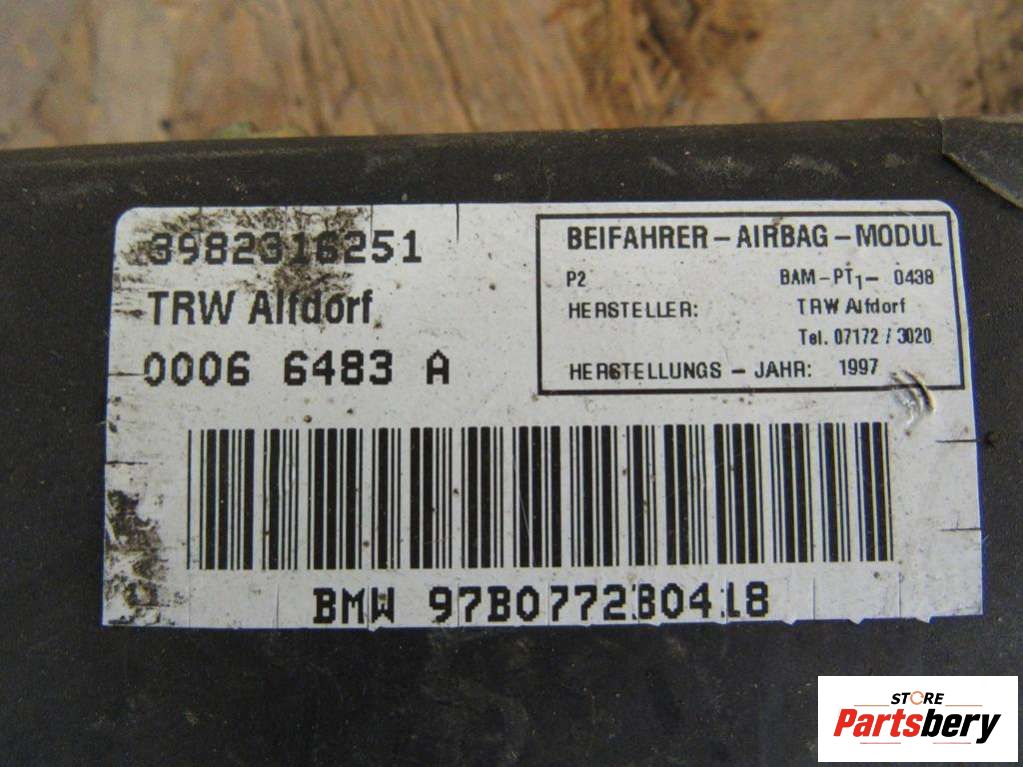 3982316251
TRW Alfdorf
0006 6483 A
BEIFAHRER - AIRBAG - MODUL
P2 BAM - PT1 - 0438
HERSTELLER: TRW Alfdorf
Tel. 07172 / 3020
HERSTELLUNGS - JAHR: 1997
BMW 97B0772B0418
STORE
Partsbery